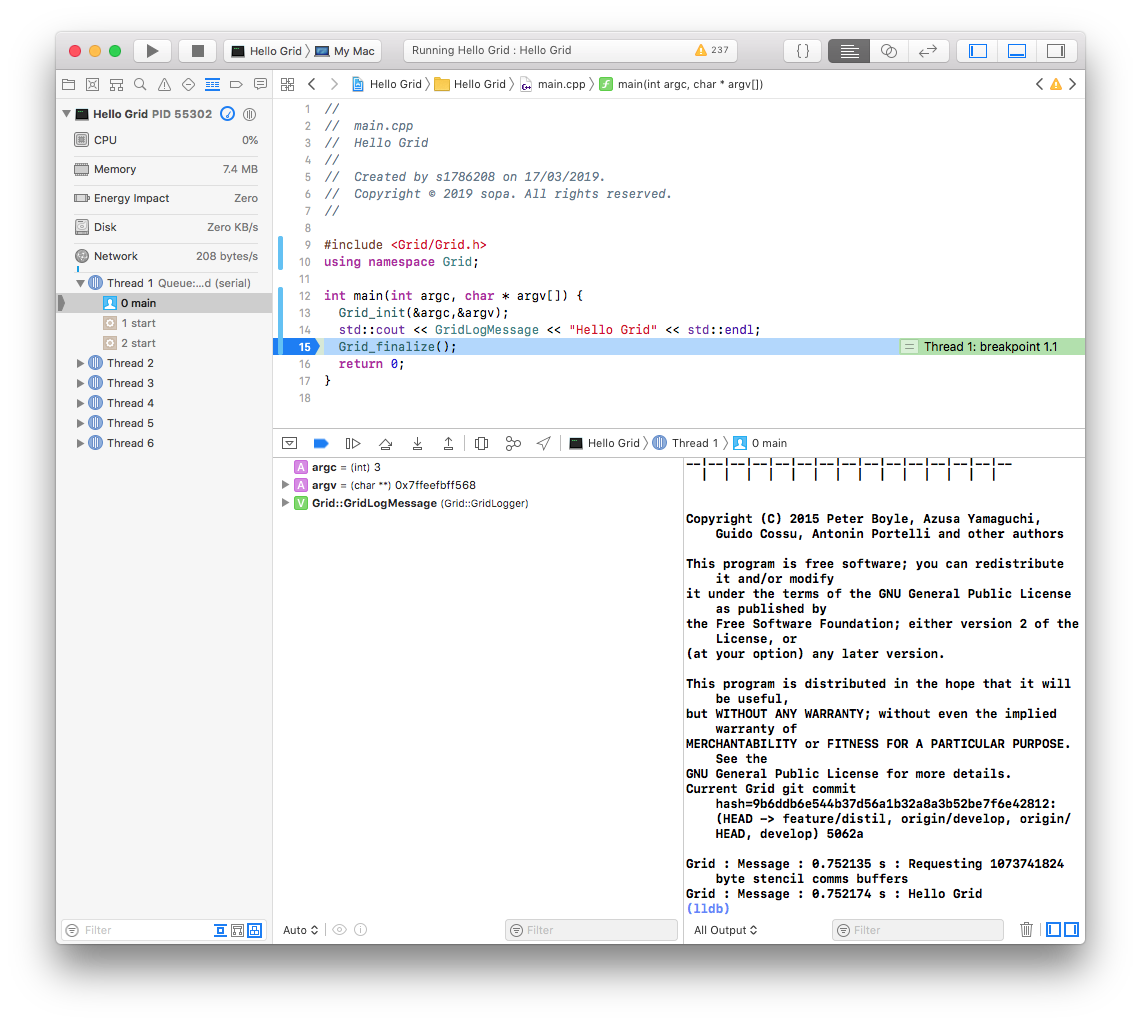 Hello Grid
My Mac
Running Hello Grid : Hello Grid
237
{ }
Hello Grid
Hello Grid
main.cpp
main(int argc, char * argv[])
Hello Grid PID 55302
CPU 0%
Memory 7.4 MB
Energy Impact Zero
Disk Zero KB/s
Network 208 bytes/s
Thread 1 Queue:...d (serial)
0 main
1 start
2 start
Thread 2
Thread 3
Thread 4
Thread 5
Thread 6
Filter
1 //
2 // main.cpp
3 // Hello Grid
4 //
5 // Created by s1786208 on 17/03/2019.
6 // Copyright © 2019 sopa. All rights reserved.
7 //
8
9 #include <Grid/Grid.h>
10 using namespace Grid;
11
12 int main(int argc, char * argv[]) {
13 Grid_init(&argc,&argv);
14 std::cout << GridLogMessage << "Hello Grid" << std::endl;
15 Grid_finalize(); Thread 1: breakpoint 1.1
16 return 0;
17 }
18
Hello Grid
Thread 1
0 main
A argc = (int) 3
A argv = (char **) 0x7ffeefbff568
V Grid::GridLogMessage (Grid::GridLogger)
Auto
Filter
--|--|--|--|--|--|--|--|--|--|--|--|--|--|--
| | | | | | | | | | | | | |
Copyright (C) 2015 Peter Boyle, Azusa Yamaguchi,
Guido Cossu, Antonin Portelli and other authors
This program is free software; you can redistribute
it and/or modify
it under the terms of the GNU General Public License
as published by
the Free Software Foundation; either version 2 of the
License, or
(at your option) any later version.
This program is distributed in the hope that it will
be useful,
but WITHOUT ANY WARRANTY; without even the implied
warranty of
MERCHANTABILITY or FITNESS FOR A PARTICULAR PURPOSE.
See the
GNU General Public License for more details.
Current Grid git commit
hash=9b6ddb6e544b37d56a1b32a8a3b52be7f6e42812:
(HEAD -> feature/distil, origin/develop, origin/
HEAD, develop) 5062a
Grid : Message : 0.752135 s : Requesting 1073741824
byte stencil comms buffers
Grid : Message : 0.752174 s : Hello Grid
(lldb)
All Output
Filter